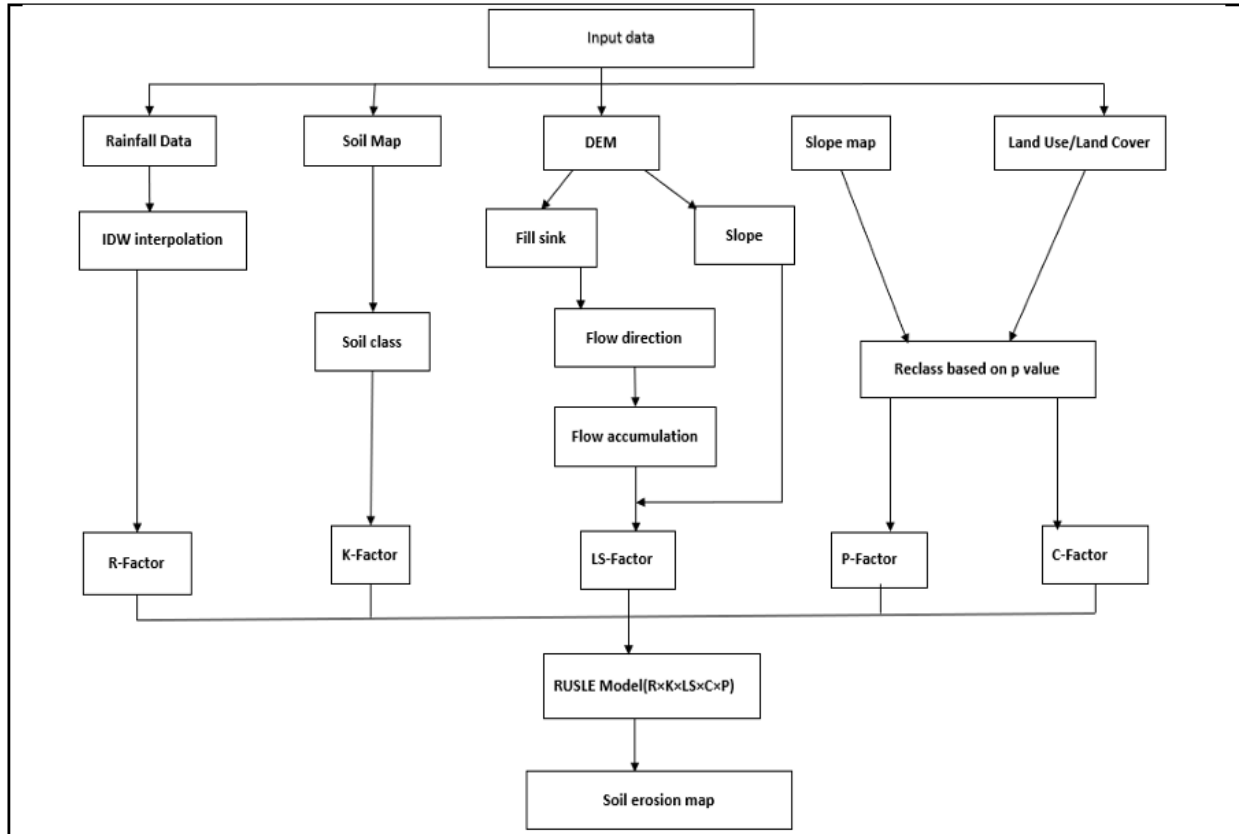 Input data
Rainfall Data
Soil Map
DEM
Slope map
Land Use/Land Cover
IDW interpolation
Fill sink
Slope
Soil class
Flow direction
Reclass based on p value
Flow accumulation
R-Factor
K-Factor
LS-Factor
P-Factor
C-Factor
RUSLE Model(R×K×LS×C×P)
Soil erosion map